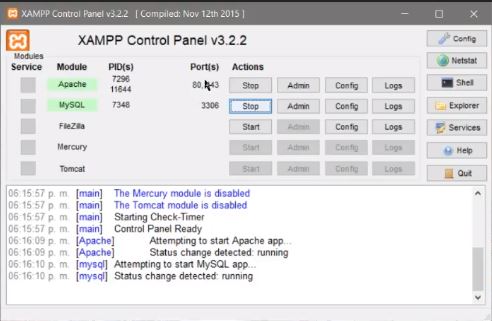 XAMPP Control Panel v3.2.2 [ Compiled: Nov 12th 2015 ]
XAMPP Control Panel v3.2.2
Config
Modules
Service Module PID(s) Port(s) Actions
Netstat
Apache 7296 11644 80, 443 Stop Admin Config Logs
Shell
MySQL 7348 3306 Stop Admin Config Logs
Explorer
FileZilla Start Admin Config Logs
Services
Mercury Start Admin Config Logs
Help
Tomcat Start Admin Config Logs
Quit
06:15:57 p. m. [main] The Mercury module is disabled
06:15:57 p. m. [main] The Tomcat module is disabled
06:15:57 p. m. [main] Starting Check-Timer
06:15:57 p. m. [main] Control Panel Ready
06:16:09 p. m. [Apache] Attempting to start Apache app...
06:16:09 p. m. [Apache] Status change detected: running
06:16:10 p. m. [mysql] Attempting to start MySQL app...
06:16:10 p. m. [mysql] Status change detected: running